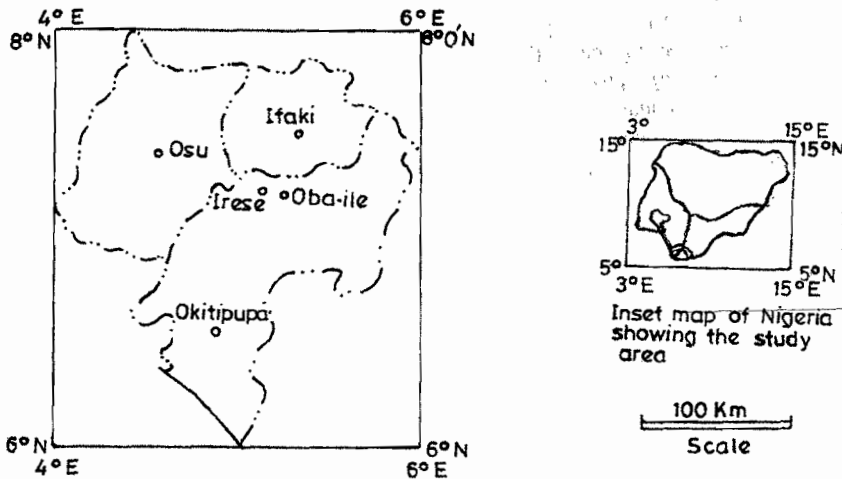 4°E
6°E
8°N
8°0'N
Ifaki
Osu
Irese
Oba-ile
Okitipupa
6°N
6°N
4°E
6°E
3°
15°E
15°
15°N
5°
5°N
3°E
15°E
Inset map of Nigeria
showing the study
area
100 Km
Scale